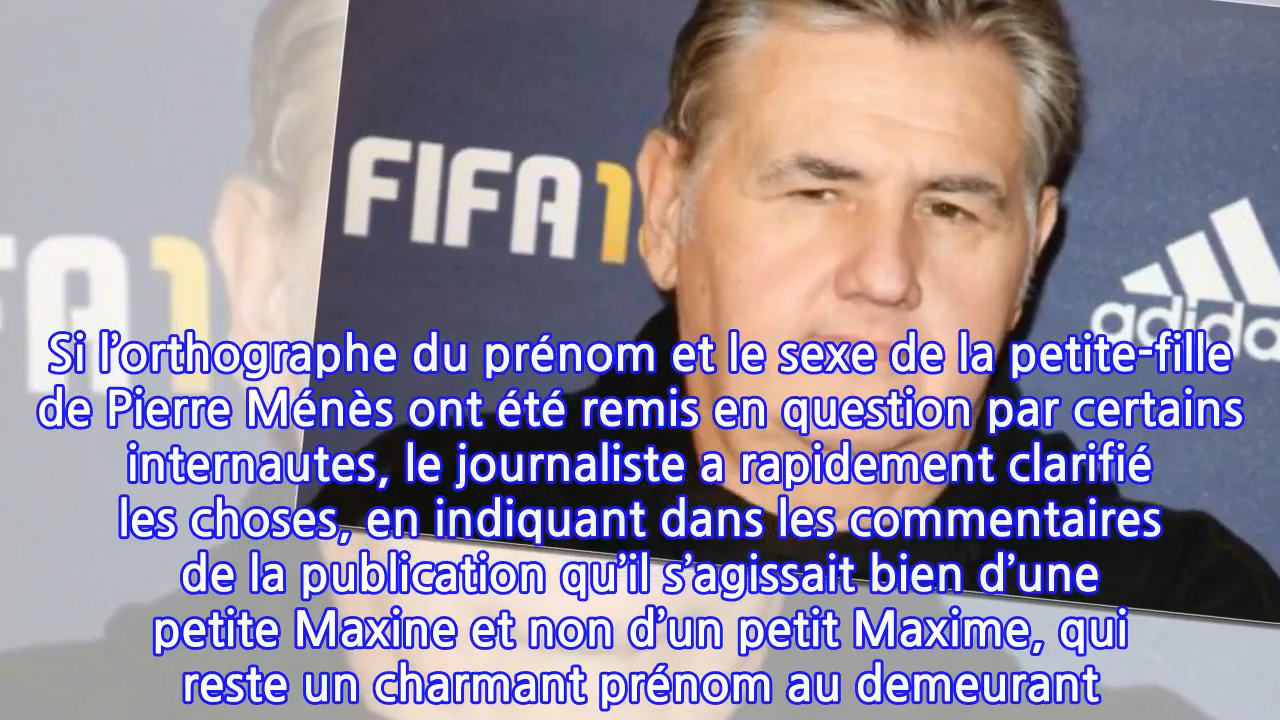 FIFA 1
adida
FA 1
Si l'orthographe du prénom et le sexe de la petite-fille
de Pierre Ménès ont été remis en question par certains
internautes, le journaliste a rapidement clarifié
les choses, en indiquant dans les commentaires
de la publication qu'il s'agissait bien d'une
petite Maxine et non d'un petit Maxime, qui
reste un charmant prénom au demeurant